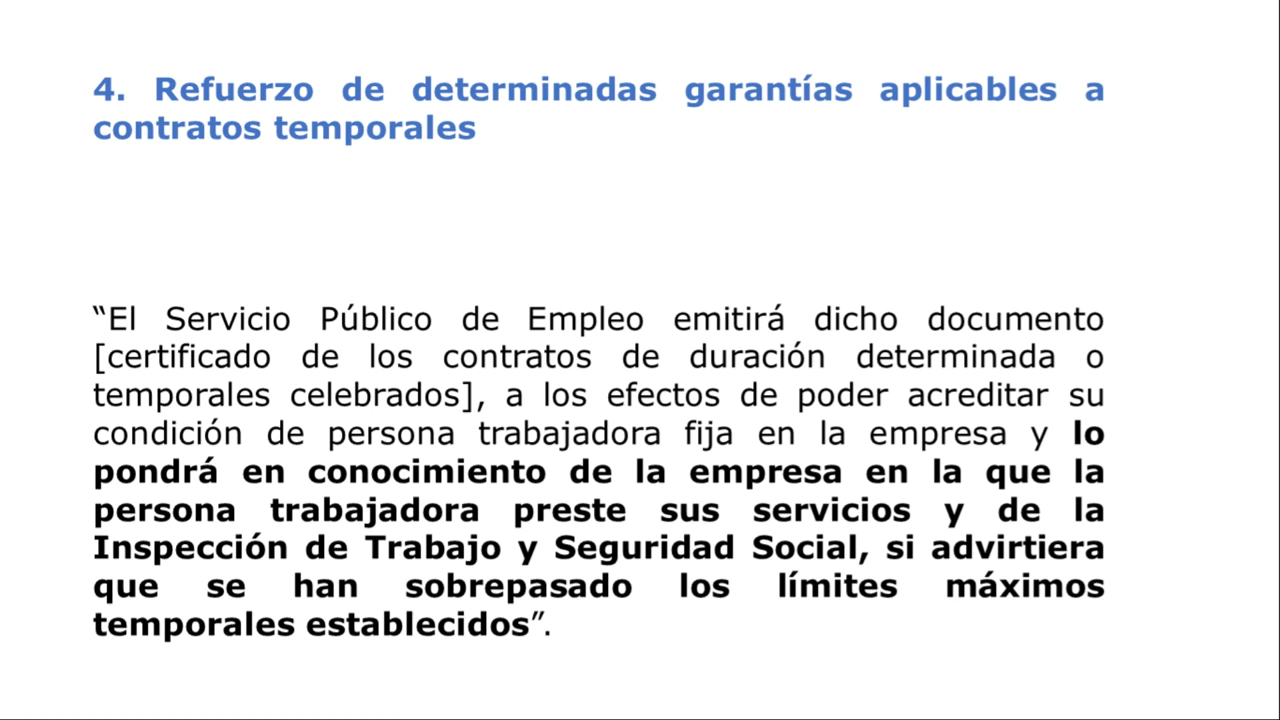 4. Refuerzo de determinadas garantías aplicables a
contratos temporales
“El Servicio Público de Empleo emitirá dicho documento
[certificado de los contratos de duración determinada o
temporales celebrados], a los efectos de poder acreditar su
condición de persona trabajadora fija en la empresa y lo
pondrá en conocimiento de la empresa en la que la
persona trabajadora preste sus servicios y de la
Inspección de Trabajo y Seguridad Social, si advirtiera
que se han sobrepasado los límites máximos
temporales establecidos”.